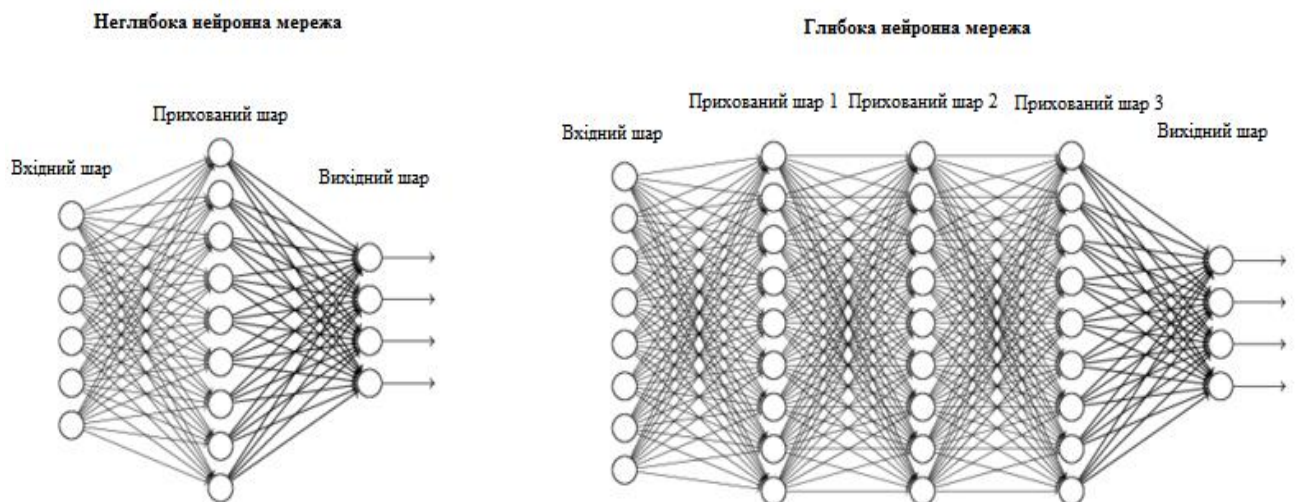 Неглибока нейронна мережа
Прихований шар
Вхідний шар
Вихідний шар
Глибока нейронна мережа
Прихований шар 1 Прихований шар 2 Прихований шар 3
Вхідний шар
Вихідний шар